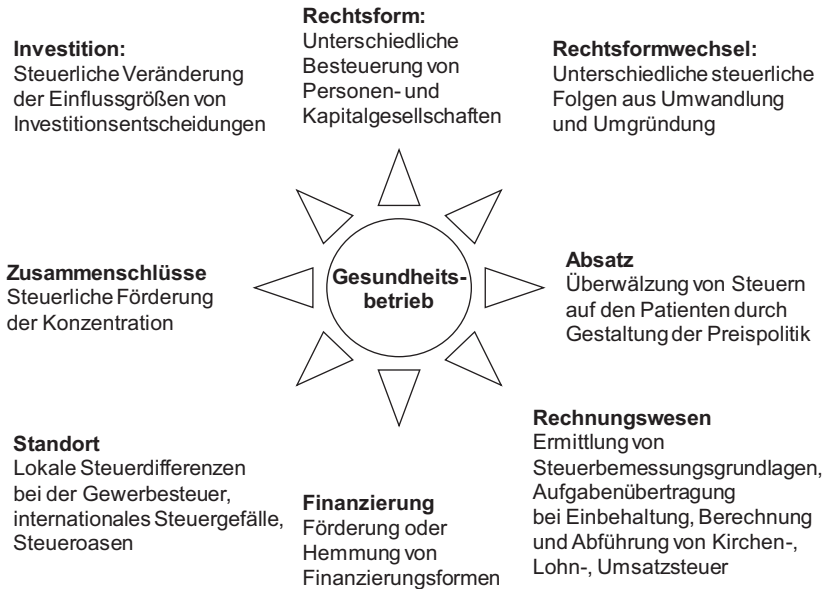 Rechtsform:
Unterschiedliche
Besteuerung von
Personen- und
Kapitalgesellschaften
Investition:
Steuerliche Veränderung
der Einflussgrößen von
Investitionsentscheidungen
Rechtsformwechsel:
Unterschiedliche steuerliche
Folgen aus Umwandlung
und Umgründung
Zusammenschlüsse
Steuerliche Förderung
der Konzentration
Gesundheits-
betrieb
Absatz
Überwälzung von Steuern
auf den Patienten durch
Gestaltung der Preispolitik
Standort
Lokale Steuerdifferenzen
bei der Gewerbesteuer,
internationales Steuergefälle,
Steueroasen
Finanzierung
Förderung oder
Hemmung von
Finanzierungsformen
Rechnungswesen
Ermittlung von
Steuerbemessungsgrundlagen,
Aufgabenübertragung
bei Einbehaltung, Berechnung
und Abführung von Kirchen-,
Lohn-, Umsatzsteuer